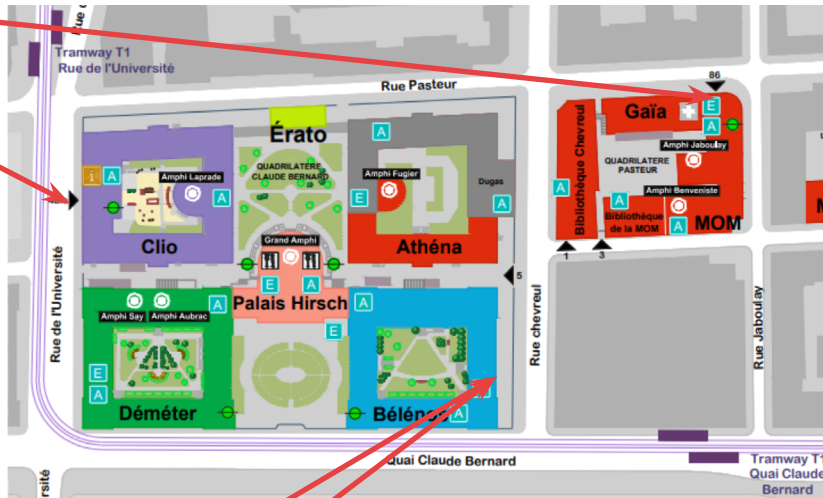 Tramway T1
Rue de l'Université
Rue Pasteur
86
Érato
QUADRILATERE
CLAUDE BERNARD
A
Amphi Fugier
E
Dugas
A
Athéna
i
A
Amphi Laprade
A
Clio
Rue de l'Université
Grand Amphi
E
A
Palais Hirsch
E
5
Bibliothèque Chevreul
A
Gaïa
E
A
Amphi Jaboulay
QUADRILATERE
PASTEUR
Amphi Benveniste
A
Bibliothèque
de la MOM
A
MOM
1
3
Rue chevreul
Rue Jaboulay
A
Amphi Say
Amphi Aubrac
E
A
Déméter
A
A
Quai Claude Bernard
Tramway T1
Quai Claude
Bernard